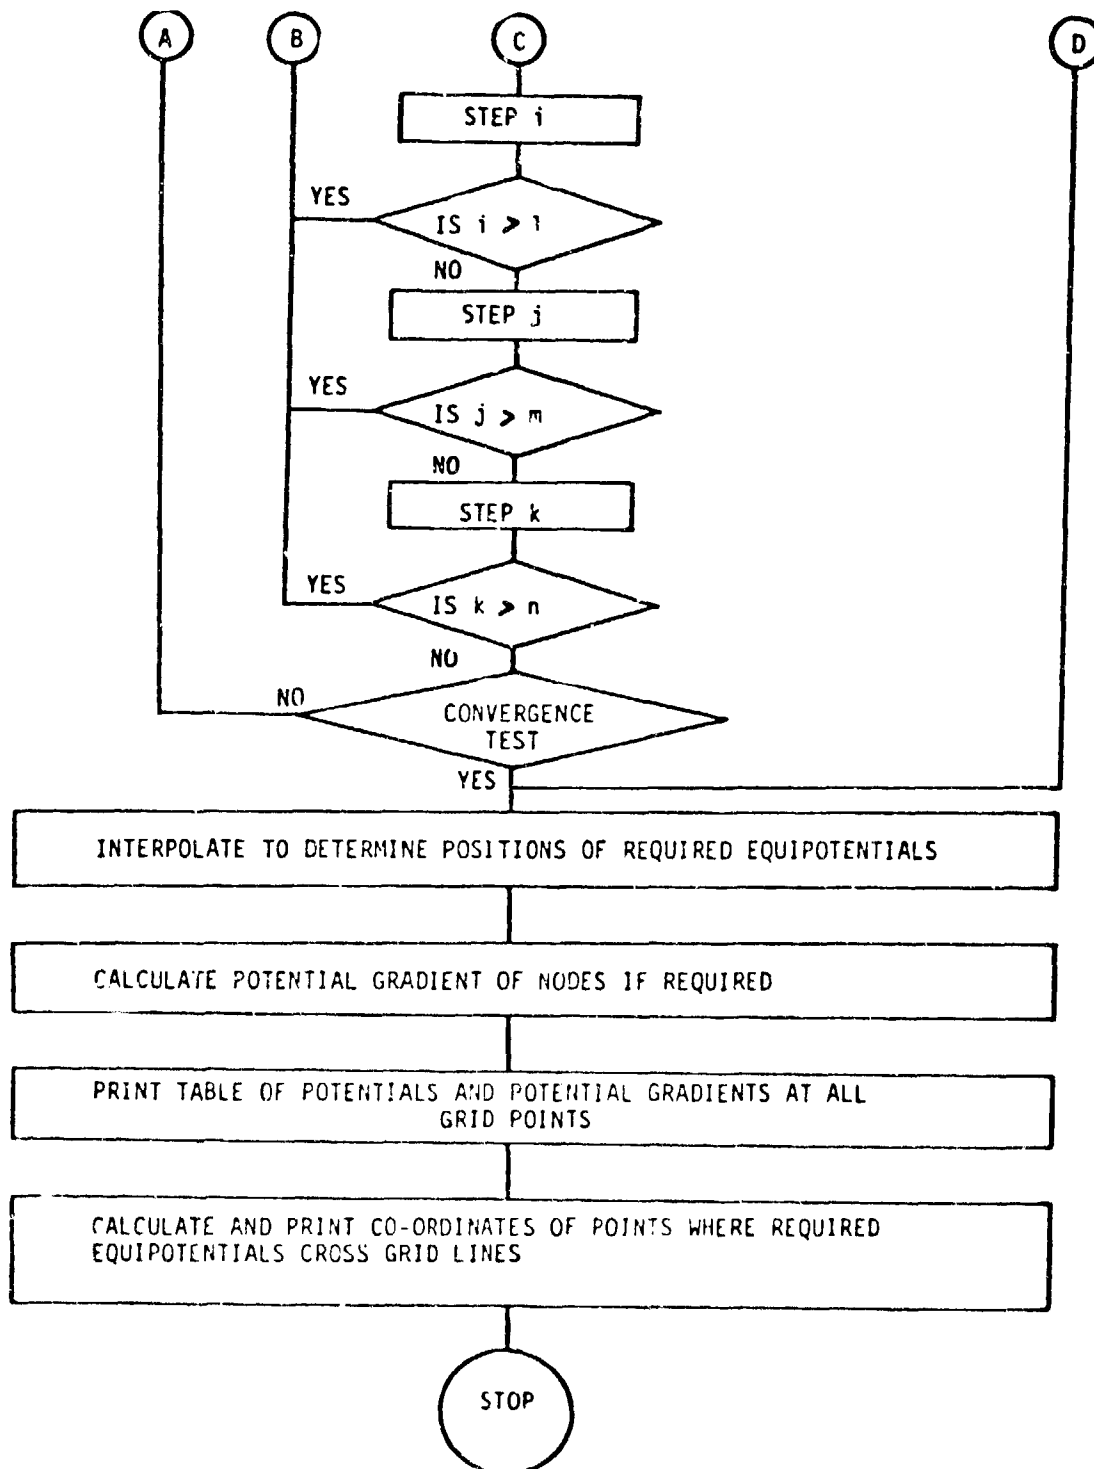 A
B
C
D
STEP i
YES
IS i > l
NO
STEP j
YES
IS j > m
NO
STEP k
YES
IS k > n
NO
NO
CONVERGENCE
TEST
YES
INTERPOLATE TO DETERMINE POSITIONS OF REQUIRED EQUIPOTENTIALS
CALCULATE POTENTIAL GRADIENT OF NODES IF REQUIRED
PRINT TABLE OF POTENTIALS AND POTENTIAL GRADIENTS AT ALL
GRID POINTS
CALCULATE AND PRINT CO-ORDINATES OF POINTS WHERE REQUIRED
EQUIPOTENTIALS CROSS GRID LINES
STOP